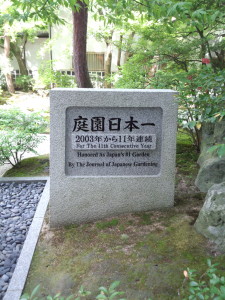 庭園日本一
2003年から11年連続
For The 11th Consecutive Year
Honored as Japan's #1 Garden
By The Journal of Japanese Gardening